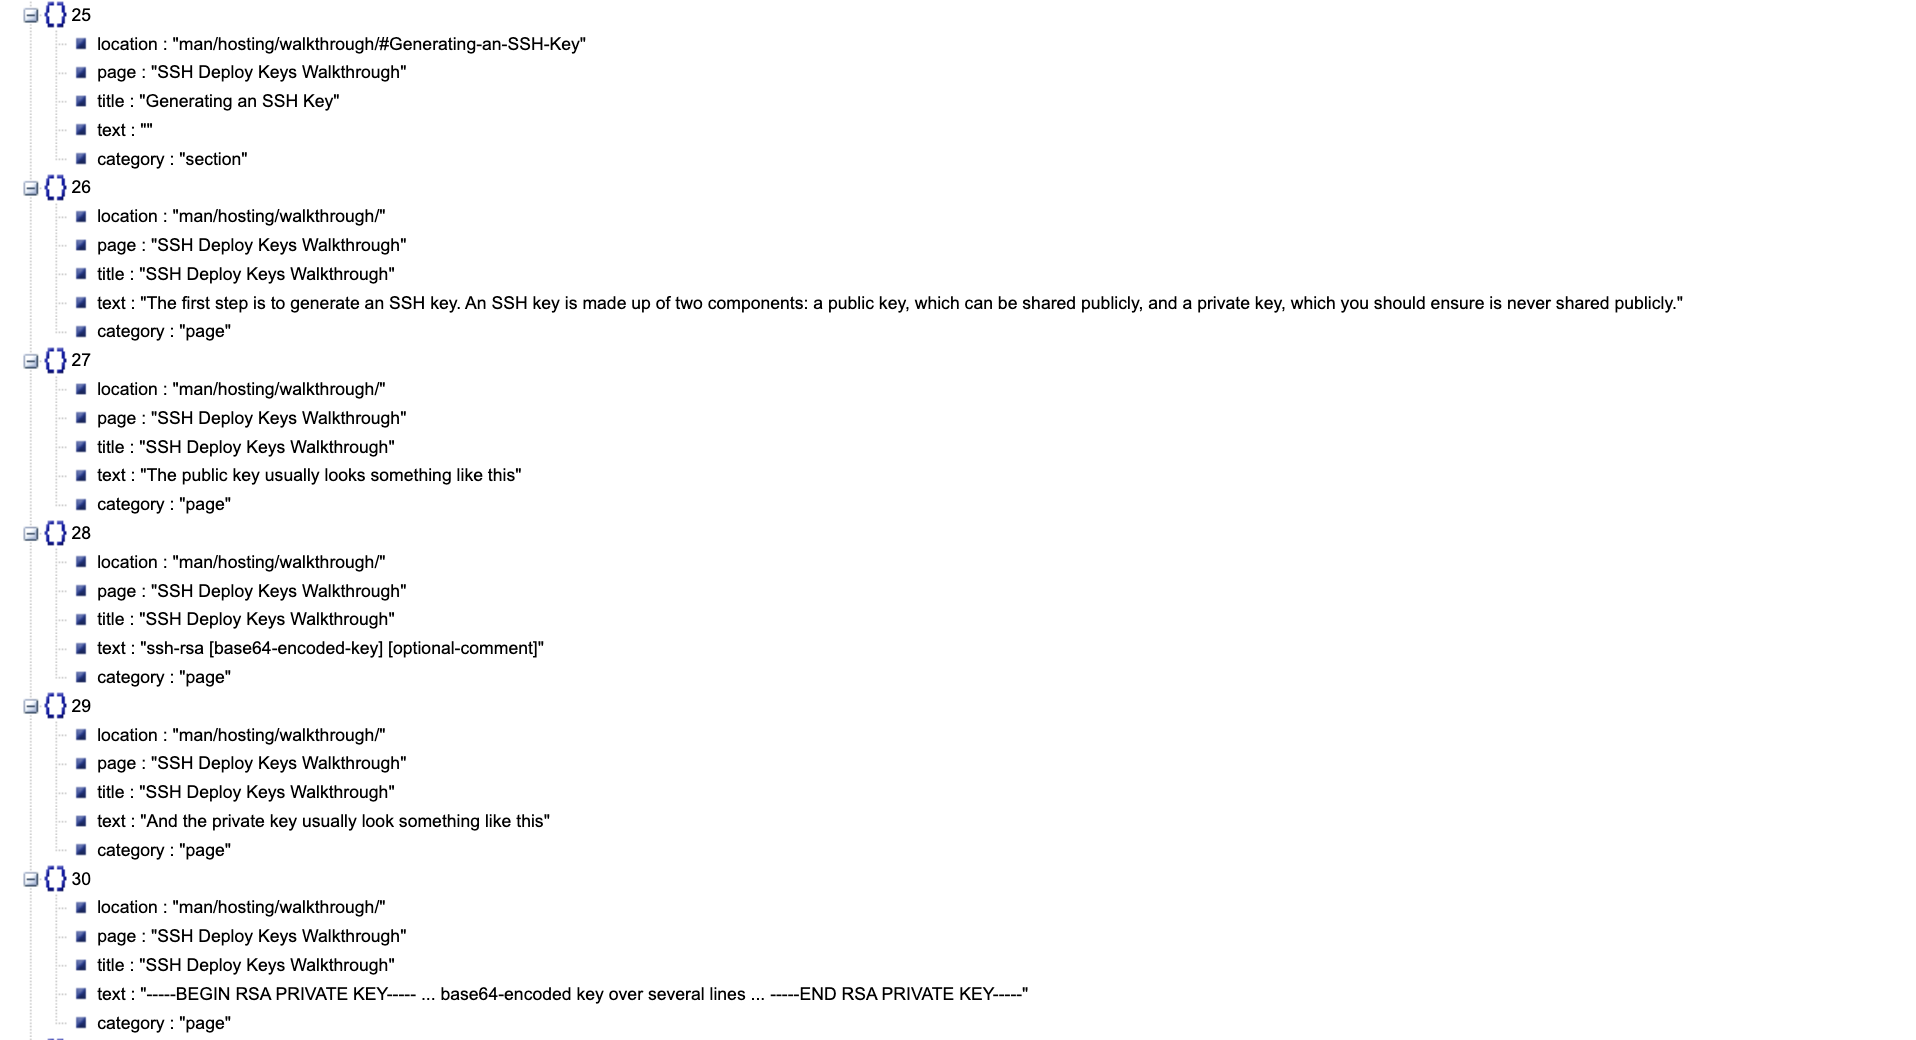 25
location : "man/hosting/walkthrough/#Generating-an-SSH-Key"
page : "SSH Deploy Keys Walkthrough"
title : "Generating an SSH Key"
text : ""
category : "section"
26
location : "man/hosting/walkthrough/"
page : "SSH Deploy Keys Walkthrough"
title : "SSH Deploy Keys Walkthrough"
text : "The first step is to generate an SSH key. An SSH key is made up of two components: a public key, which can be shared publicly, and a private key, which you should ensure is never shared publicly."
category : "page"
27
location : "man/hosting/walkthrough/"
page : "SSH Deploy Keys Walkthrough"
title : "SSH Deploy Keys Walkthrough"
text : "The public key usually looks something like this"
category : "page"
28
location : "man/hosting/walkthrough/"
page : "SSH Deploy Keys Walkthrough"
title : "SSH Deploy Keys Walkthrough"
text : "ssh-rsa [base64-encoded-key] [optional-comment]"
category : "page"
29
location : "man/hosting/walkthrough/"
page : "SSH Deploy Keys Walkthrough"
title : "SSH Deploy Keys Walkthrough"
text : "And the private key usually look something like this"
category : "page"
30
location : "man/hosting/walkthrough/"
page : "SSH Deploy Keys Walkthrough"
title : "SSH Deploy Keys Walkthrough"
text : "-----BEGIN RSA PRIVATE KEY----- ... base64-encoded key over several lines ... -----END RSA PRIVATE KEY-----"
category : "page"